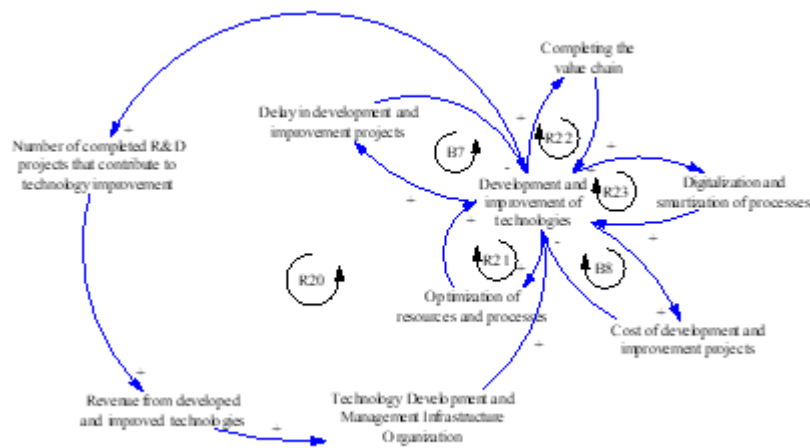 Completing the
value chain
Delay in development and
improvement projects
Number of completed R&D
projects that contribute to
technology improvement
B7
R22
Development and
improvement of
technologies
R23
Digitalization and
smartization of processes
R20
R21
B8
Optimization of
resources and processes
Cost of development and
improvement projects
Revenue from developed
and improved technologies
Technology Development and
Management Infrastructure
Organization